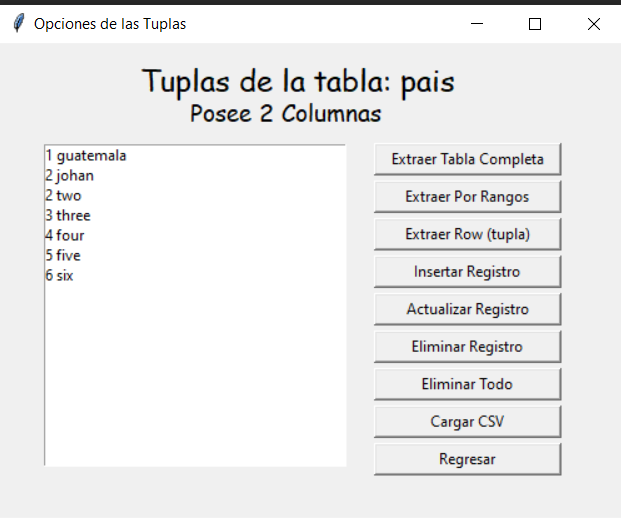 Opciones de las Tuplas
Tuplas de la tabla: pais
Posee 2 Columnas
1 guatemala
2 johan
2 two
3 three
4 four
5 five
6 six
Extraer Tabla Completa
Extraer Por Rangos
Extraer Row (tupla)
Insertar Registro
Actualizar Registro
Eliminar Registro
Eliminar Todo
Cargar CSV
Regresar